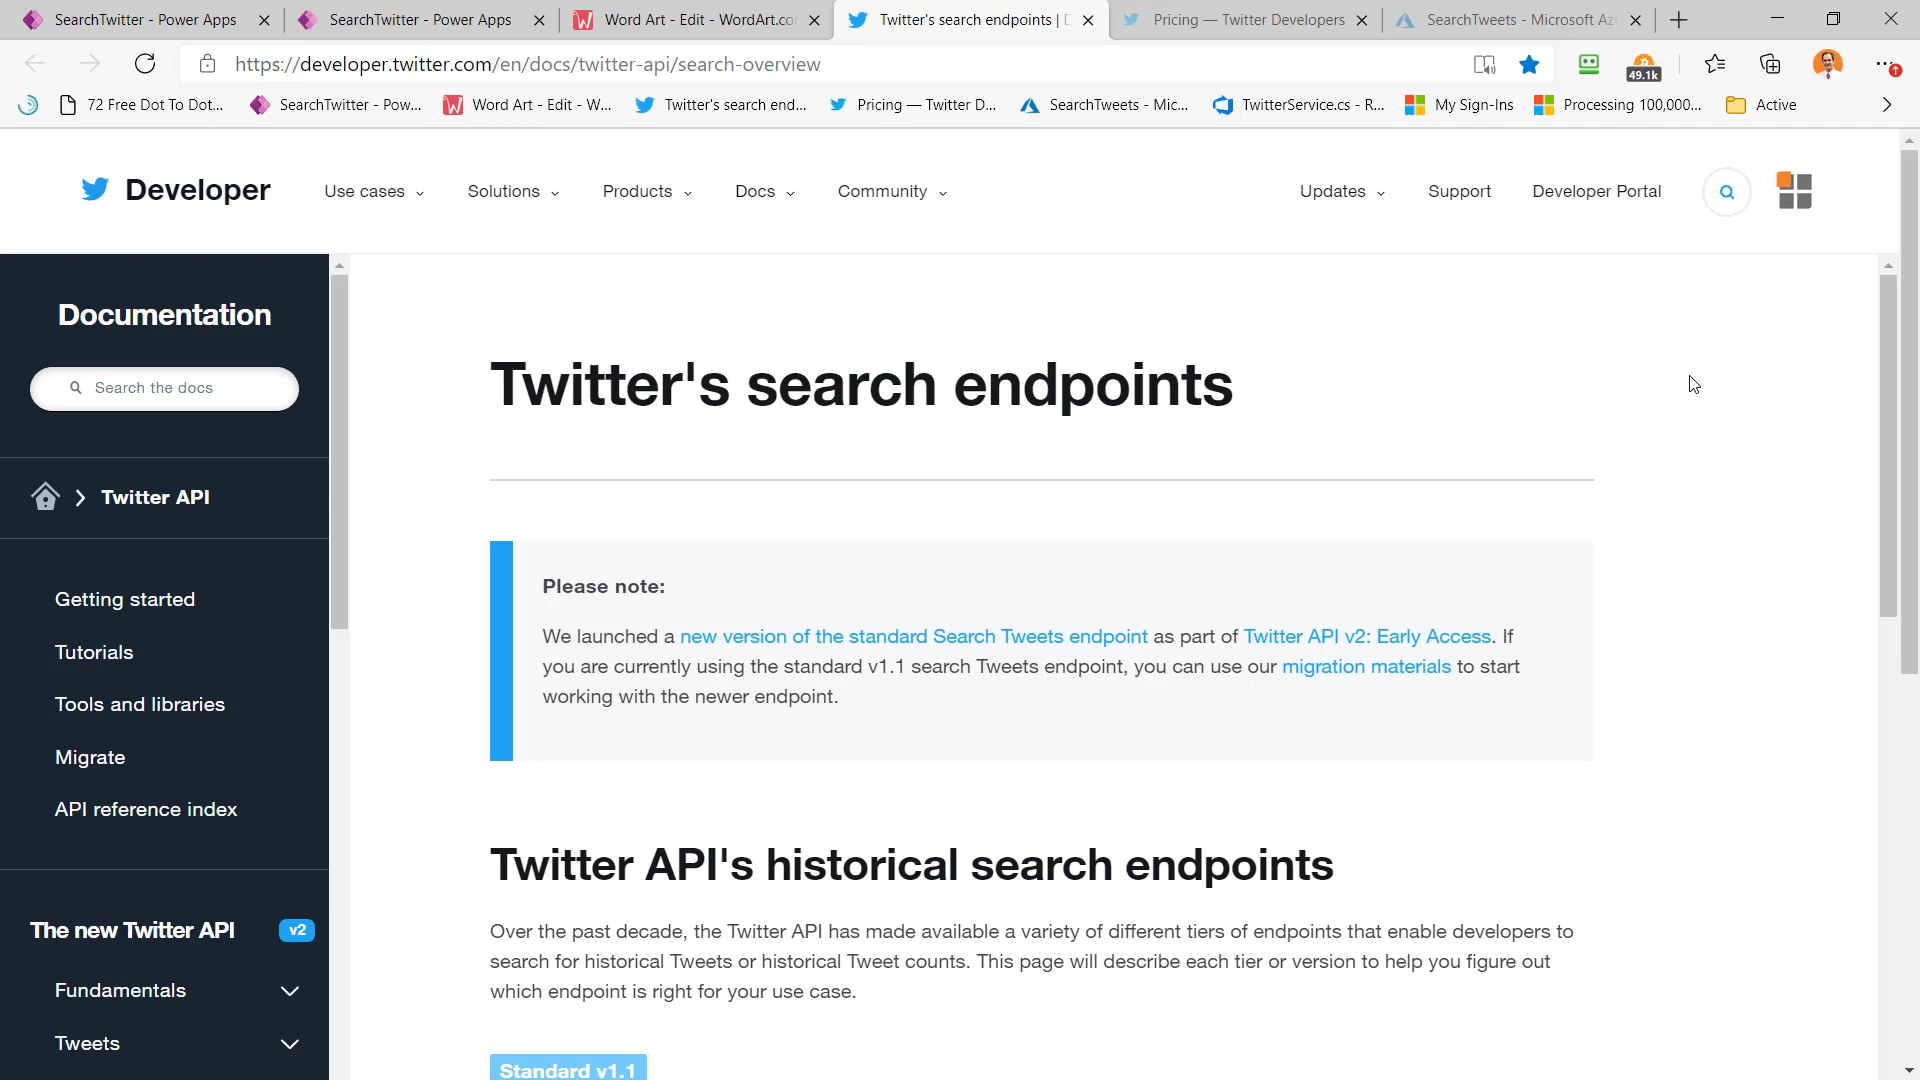 SearchTwitter - Power Apps
SearchTwitter - Power Apps
Word Art - Edit - WordArt.co
Twitter's search endpoints | D
Pricing — Twitter Developers
SearchTweets - Microsoft Az
https://developer.twitter.com/en/docs/twitter-api/search-overview
49.1k
72 Free Dot To Dot...
SearchTwitter - Pow...
Word Art - Edit - W...
Twitter's search end...
Pricing — Twitter D...
SearchTweets - Mic...
TwitterService.cs - R...
My Sign-Ins
Processing 100,000...
Active
Developer
Use cases
Solutions
Products
Docs
Community
Updates
Support
Developer Portal
Documentation
Search the docs
Twitter API
Getting started
Tutorials
Tools and libraries
Migrate
API reference index
The new Twitter API
v2
Fundamentals
Tweets
Twitter's search endpoints
Please note:
We launched a new version of the standard Search Tweets endpoint as part of Twitter API v2: Early Access. If
you are currently using the standard v1.1 search Tweets endpoint, you can use our migration materials to start
working with the newer endpoint.
Twitter API's historical search endpoints
Over the past decade, the Twitter API has made available a variety of different tiers of endpoints that enable developers to
search for historical Tweets or historical Tweet counts. This page will describe each tier or version to help you figure out
which endpoint is right for your use case.
Standard v1.1